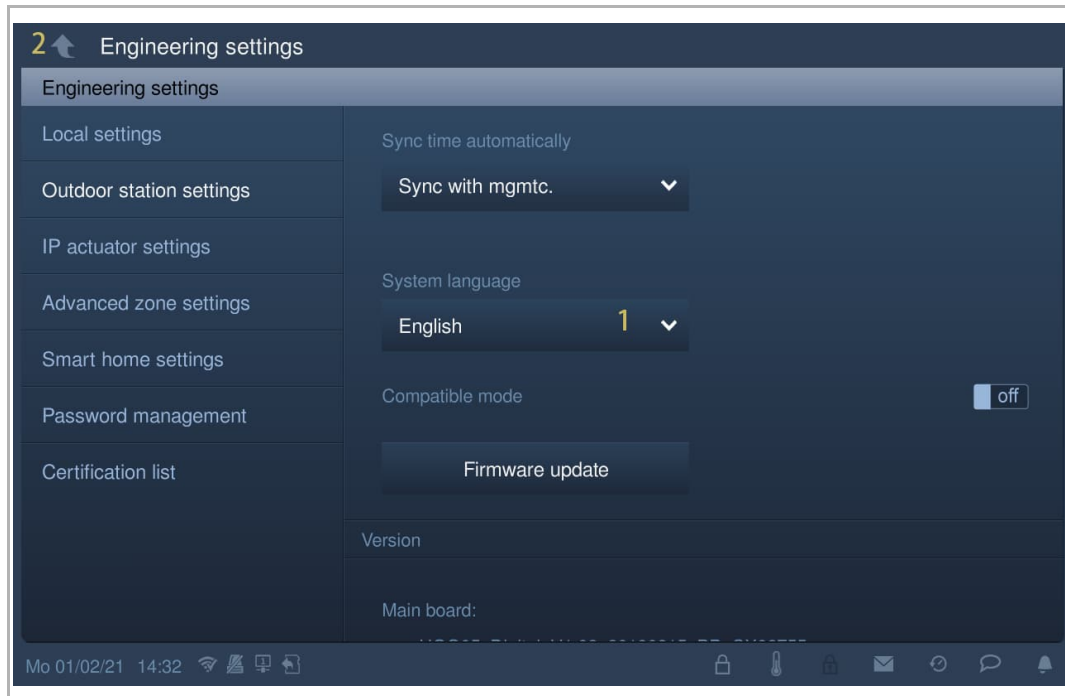 2 Engineering settings
Engineering settings
Local settings
Outdoor station settings
IP actuator settings
Advanced zone settings
Smart home settings
Password management
Certification list
Sync time automatically
Sync with mgmtc.
System language
English 1
Compatible mode
off
Firmware update
Version
Main board:
Mo 01/02/21 14:32